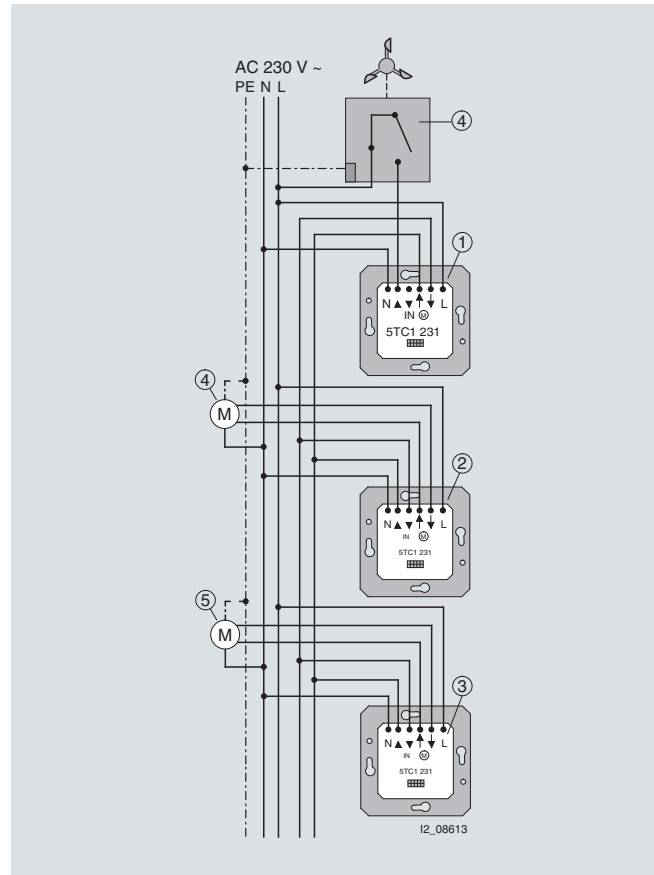 AC 230 V ~
PE N L
④
①
N ▲ ▼ ↑ ↓ L
IN Ⓜ
5TC1 231
④
M
②
N ▲ ▼ ↑ ↓ L
IN Ⓜ
5TC1 231
⑤
M
③
N ▲ ▼ ↑ ↓ L
IN Ⓜ
5TC1 231
I2_08613